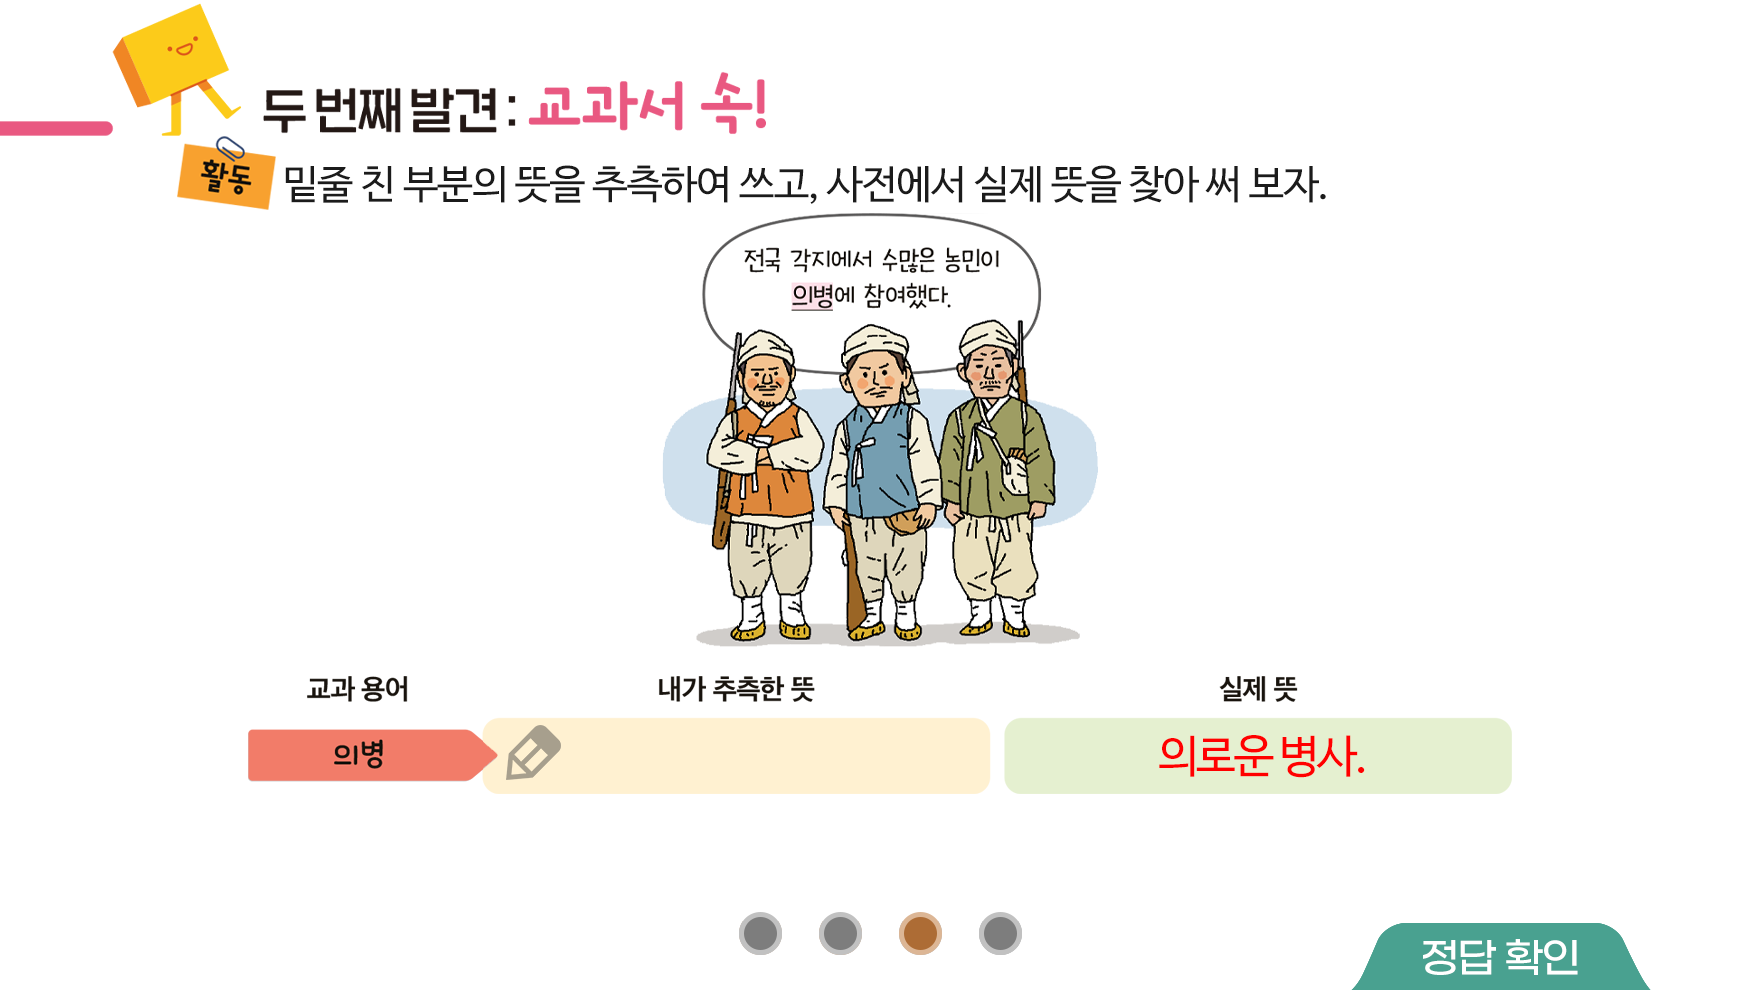 두 번째 발견: 교과서 속!
활동 밑줄 친 부분의 뜻을 추측하여 쓰고, 사전에서 실제 뜻을 찾아 써 보자.
전국 각지에서 수많은 농민이
의병에 참여했다.
교과 용어 내가 추측한 뜻 실제 뜻
의병 의로운 병사.
정답 확인